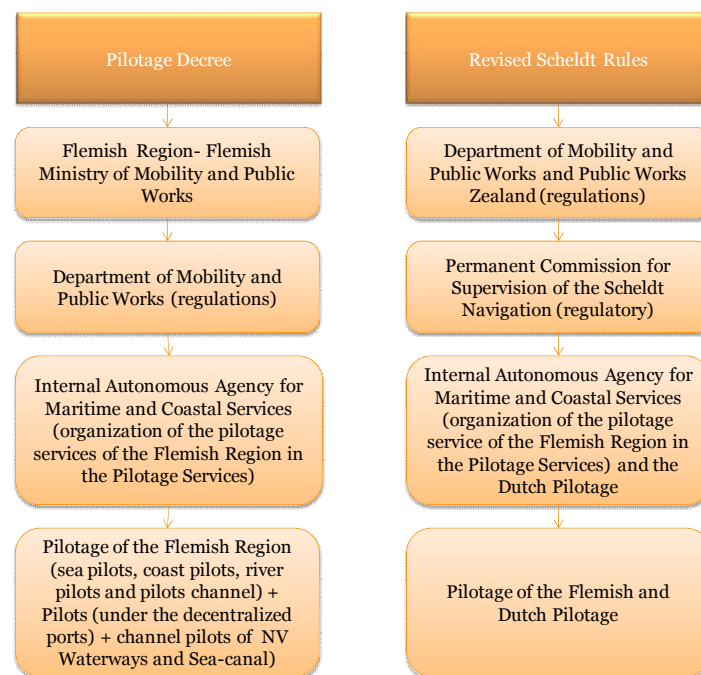 Pilotage Decree
Flemish Region- Flemish
Ministry of Mobility and Public
Works
Department of Mobility and
Public Works (regulations)
Internal Autonomous Agency for
Maritime and Coastal Services
(organization of the pilotage
services of the Flemish Region in
the Pilotage Services)
Pilotage of the Flemish Region
(sea pilots, coast pilots, river
pilots and pilots channel) +
Pilots (under the decentralized
ports) + channel pilots of NV
Waterways and Sea-canal)
Revised Scheldt Rules
Department of Mobility and
Public Works and Public Works
Zealand (regulations)
Permanent Commission for
Supervision of the Scheldt
Navigation (regulatory)
Internal Autonomous Agency for
Maritime and Coastal Services
(organization of the pilotage
service of the Flemish Region in
the Pilotage Services) and the
Dutch Pilotage
Pilotage of the Flemish and
Dutch Pilotage